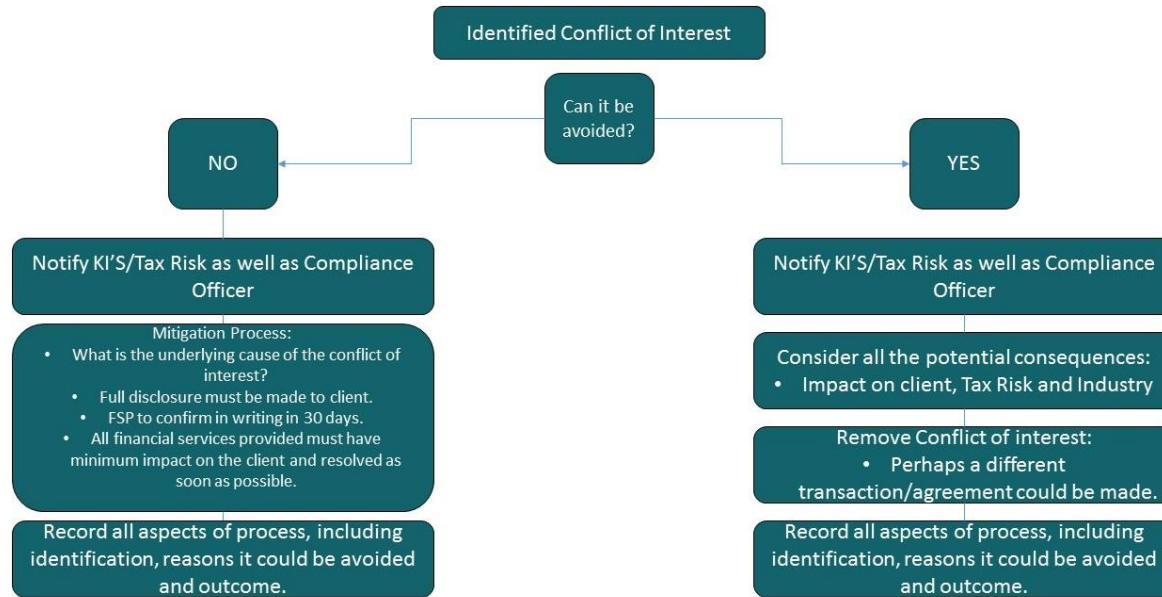 Identified Conflict of Interest
Can it be
avoided?
NO
YES
Notify KI'S/Tax Risk as well as Compliance
Officer
Mitigation Process:
• What is the underlying cause of the conflict of
interest?
• Full disclosure must be made to client.
• FSP to confirm in writing in 30 days.
• All financial services provided must have
minimum impact on the client and resolved as
soon as possible.
Record all aspects of process, including
identification, reasons it could be avoided
and outcome.
Notify KI'S/Tax Risk as well as Compliance
Officer
Consider all the potential consequences:
• Impact on client, Tax Risk and Industry
Remove Conflict of interest:
• Perhaps a different
transaction/agreement could be made.
Record all aspects of process, including
identification, reasons it could be avoided
and outcome.